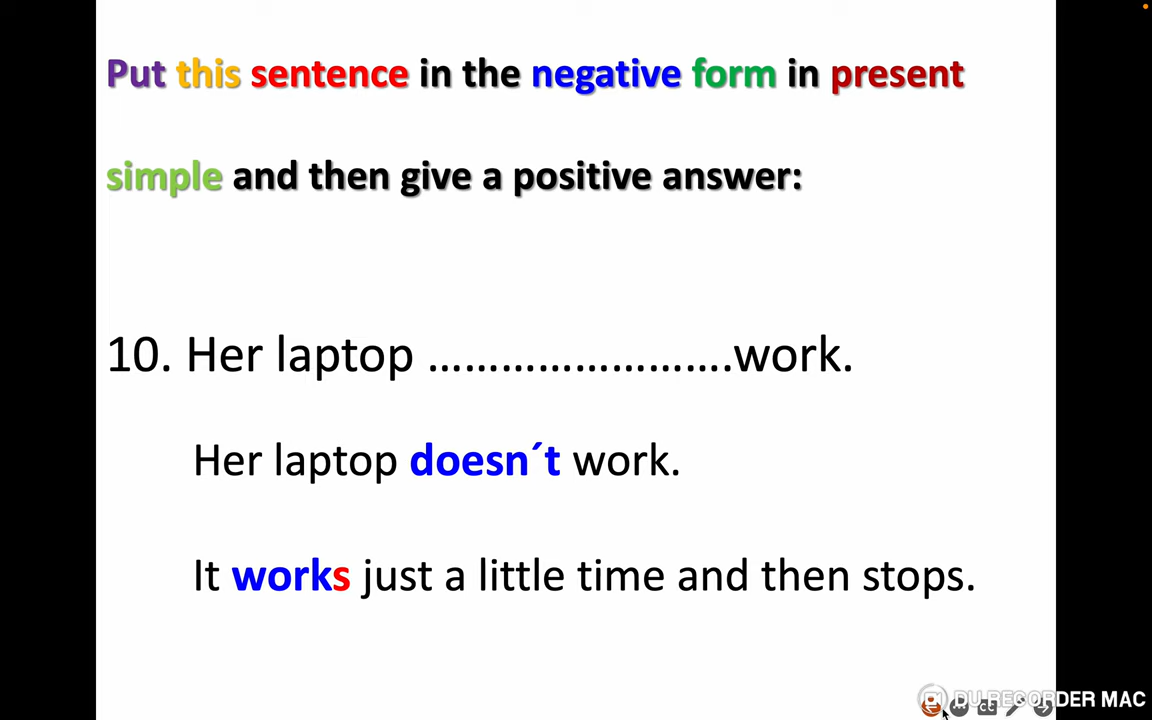 Put this sentence in the negative form in present
simple and then give a positive answer:
10. Her laptop …………………….work.
Her laptop doesn´t work.
It works just a little time and then stops.
DU RECORDER MAC
CC